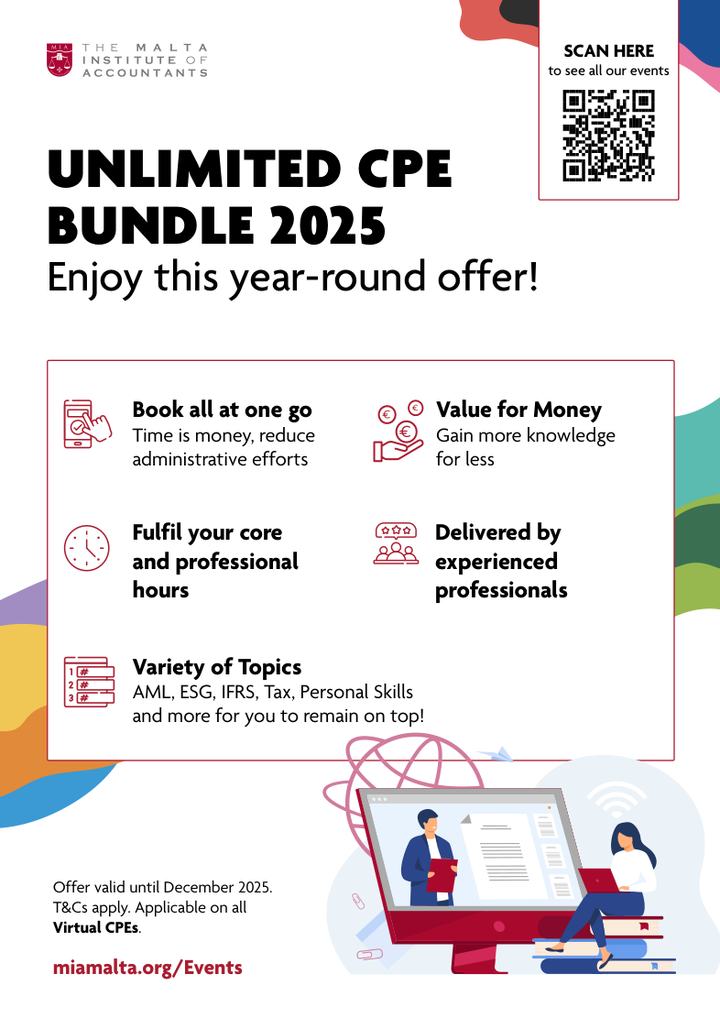 MIA
THE MALTA
INSTITUTE OF
ACCOUNTANTS
SCAN HERE
to see all our events
UNLIMITED CPE
BUNDLE 2025
Enjoy this year-round offer!
Book all at one go
Time is money, reduce
administrative efforts
Value for Money
Gain more knowledge
for less
Fulfil your core
and professional
hours
Delivered by
experienced
professionals
1 #
2 #
3 #
Variety of Topics
AML, ESG, IFRS, Tax, Personal Skills
and more for you to remain on top!
Offer valid until December 2025.
T&Cs apply. Applicable on all
Virtual CPEs.
miamalta.org/Events